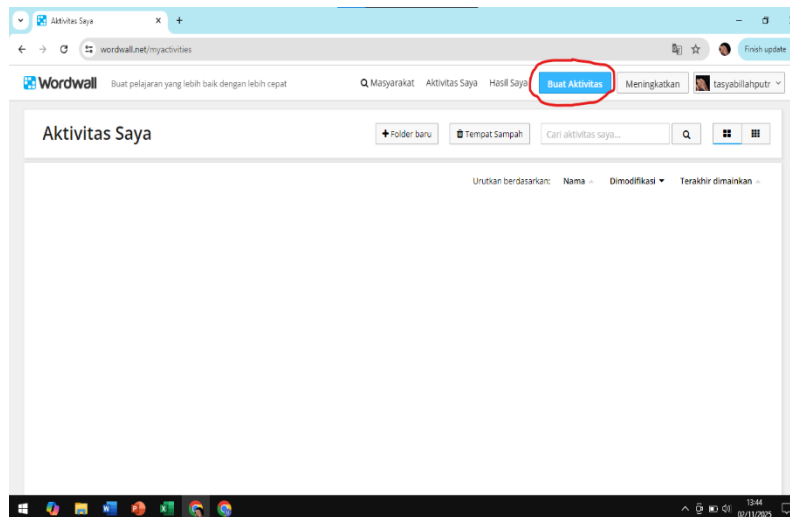 Aktivitas Saya
wordwall.net/myactivities
Finish update
Wordwall Buat pelajaran yang lebih baik dengan lebih cepat Masyarakat Aktivitas Saya Hasil Saya Buat Aktivitas Meningkatkan tasyabillahputr
Aktivitas Saya + Folder baru Tempat Sampah Cari aktivitas saya...
Urutkan berdasarkan: Nama Dimodifikasi Terakhir dimainkan
13:44
02/11/2025